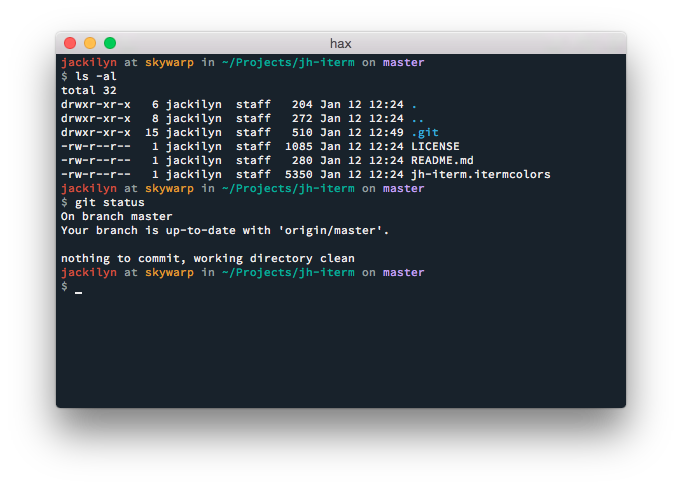 hax
jackilyn at skywarp in ~/Projects/jh-iterm on master
$ ls -al
total 32
drwxr-xr-x   6 jackilyn  staff   204 Jan 12 12:24 .
drwxr-xr-x   8 jackilyn  staff   272 Jan 12 12:24 ..
drwxr-xr-x  15 jackilyn  staff   510 Jan 12 12:49 .git
-rw-r--r--   1 jackilyn  staff  1085 Jan 12 12:24 LICENSE
-rw-r--r--   1 jackilyn  staff   280 Jan 12 12:24 README.md
-rw-r--r--   1 jackilyn  staff  5350 Jan 12 12:24 jh-iterm.itermcolors
jackilyn at skywarp in ~/Projects/jh-iterm on master
$ git status
On branch master
Your branch is up-to-date with 'origin/master'.

nothing to commit, working directory clean
jackilyn at skywarp in ~/Projects/jh-iterm on master
$ _